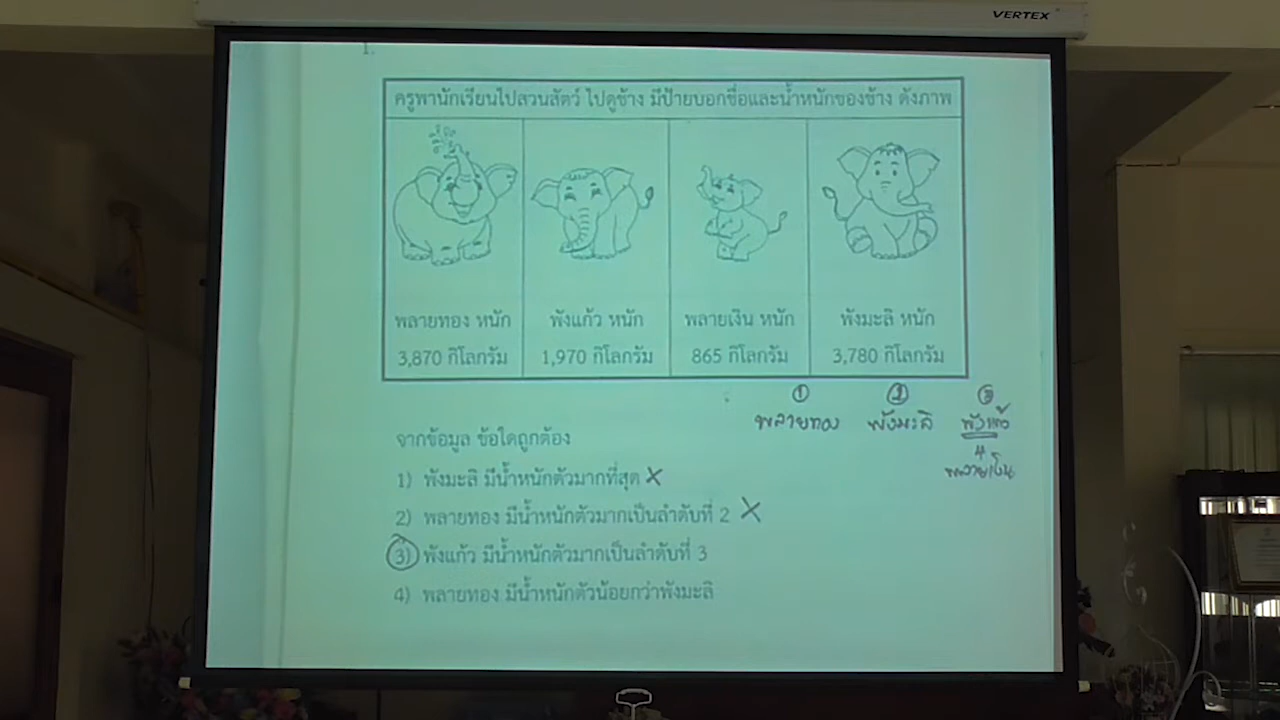 VERTEX
1.
ครูพานักเรียนไปสวนสัตว์ ไปดูช้าง มีป้ายบอกชื่อและน้ำหนักของช้าง ดังภาพ
พลายทอง หนัก
3,870 กิโลกรัม
พังแก้ว หนัก
1,970 กิโลกรัม
พลายเงิน หนัก
865 กิโลกรัม
พังมะลิ หนัก
3,780 กิโลกรัม
① ② ③
พลายทอง พังมะลิ พังแก้ว
4
พลายเงิน
จากข้อมูล ข้อใดถูกต้อง
1) พังมะลิ มีน้ำหนักตัวมากที่สุด ✗
2) พลายทอง มีน้ำหนักตัวมากเป็นลำดับที่ 2 ✗
3) พังแก้ว มีน้ำหนักตัวมากเป็นลำดับที่ 3
4) พลายทอง มีน้ำหนักตัวน้อยกว่าพังมะลิ